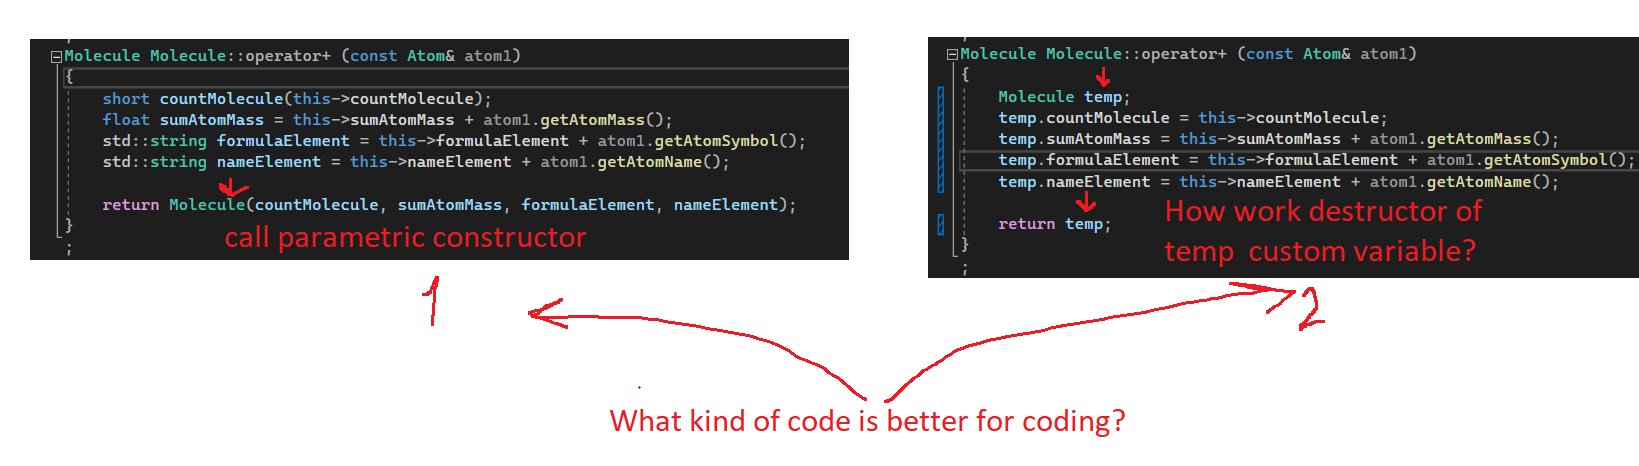 Molecule Molecule::operator+ (const Atom& atom1)
{
short countMolecule(this->countMolecule);
float sumAtomMass = this->sumAtomMass + atom1.getAtomMass();
std::string formulaElement = this->formulaElement + atom1.getAtomSymbol();
std::string nameElement = this->nameElement + atom1.getAtomName();
return Molecule(countMolecule, sumAtomMass, formulaElement, nameElement);
}
;
call parametric constructor
1
Molecule Molecule::operator+ (const Atom& atom1)
{
Molecule temp;
temp.countMolecule = this->countMolecule;
temp.sumAtomMass = this->sumAtomMass + atom1.getAtomMass();
temp.formulaElement = this->formulaElement + atom1.getAtomSymbol();
temp.nameElement = this->nameElement + atom1.getAtomName();
return temp;
}
;
How work destructor of
temp custom variable?
2
What kind of code is better for coding?